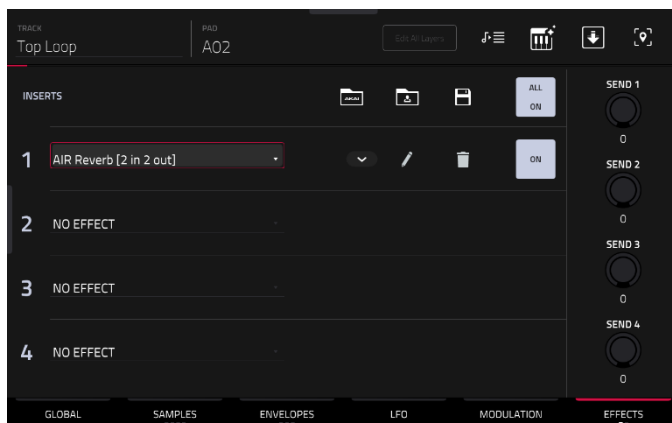 TRACK
Top Loop
PAD
A02
Edit All Layers
INSERTS
AKAI
ALL
ON
SEND 1
0
1
AIR Reverb [2 in 2 out]
ON
SEND 2
0
2
NO EFFECT
SEND 3
0
3
NO EFFECT
SEND 4
0
4
NO EFFECT
GLOBAL
SAMPLES
ENVELOPES
LFO
MODULATION
EFFECTS